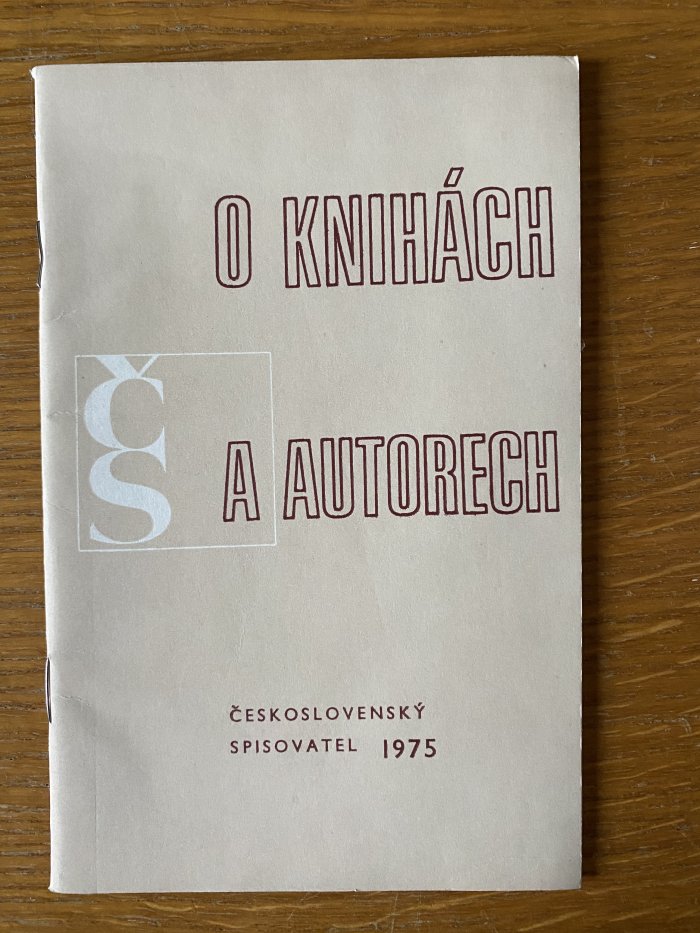 O KNIHÁCH
ČS
A AUTORECH
ČESKOSLOVENSKÝ
SPISOVATEL 1975